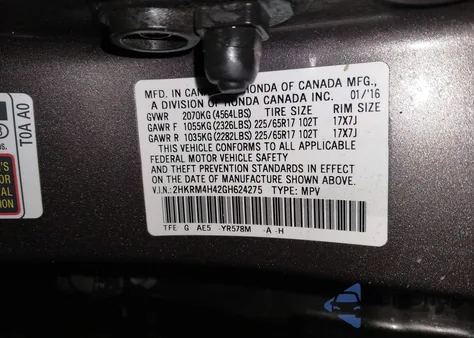 MFD. IN HONDA OF CANADA MFG.,
A DIVISION OF HONDA CANADA INC. 01/'16
GVWR 2070KG (4564LBS) TIRE SIZE RIM SIZE
GAWR F 1055KG (2326LBS) 225/65R17 102T 17X7J
GAWR R 1035KG (2282LBS) 225/65R17 102T 17X7J
THIS VEHICLE CONFORMS TO ALL APPLICABLE
FEDERAL MOTOR VEHICLE SAFETY
AND THEFT PREVENTION STANDARDS IN EFFECT
ON THE DATE OF MANUFACTURE SHOWN ABOVE.
V.I.N.: 2HKRM4H42GH624275 TYPE: MPV
TFE G AE5 -YR578M -A -H
TOA A0